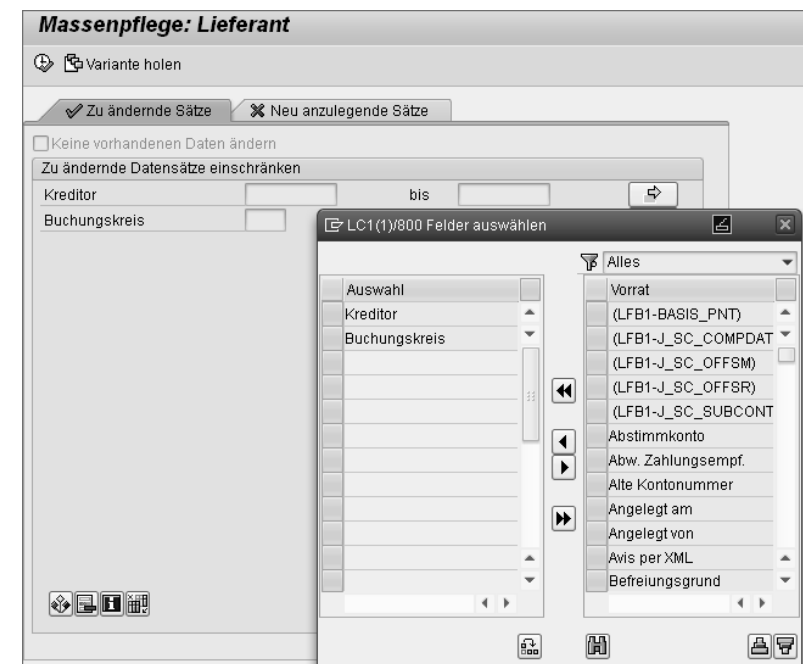 Massenpflege: Lieferant
Variante holen
Zu ändernde Sätze
Neu anzulegende Sätze
Keine vorhandenen Daten ändern
Zu ändernde Datensätze einschränken
Kreditor bis
Buchungskreis
LC1(1)/800 Felder auswählen
Alles
Auswahl
Kreditor
Buchungskreis
Vorrat
(LFB1-BASIS_PNT)
(LFB1-J_SC_COMPDAT
(LFB1-J_SC_OFFSM)
(LFB1-J_SC_OFFSR)
(LFB1-J_SC_SUBCONT
Abstimmkonto
Abw. Zahlungsempf.
Alte Kontonummer
Angelegt am
Angelegt von
Avis per XML
Befreiungsgrund